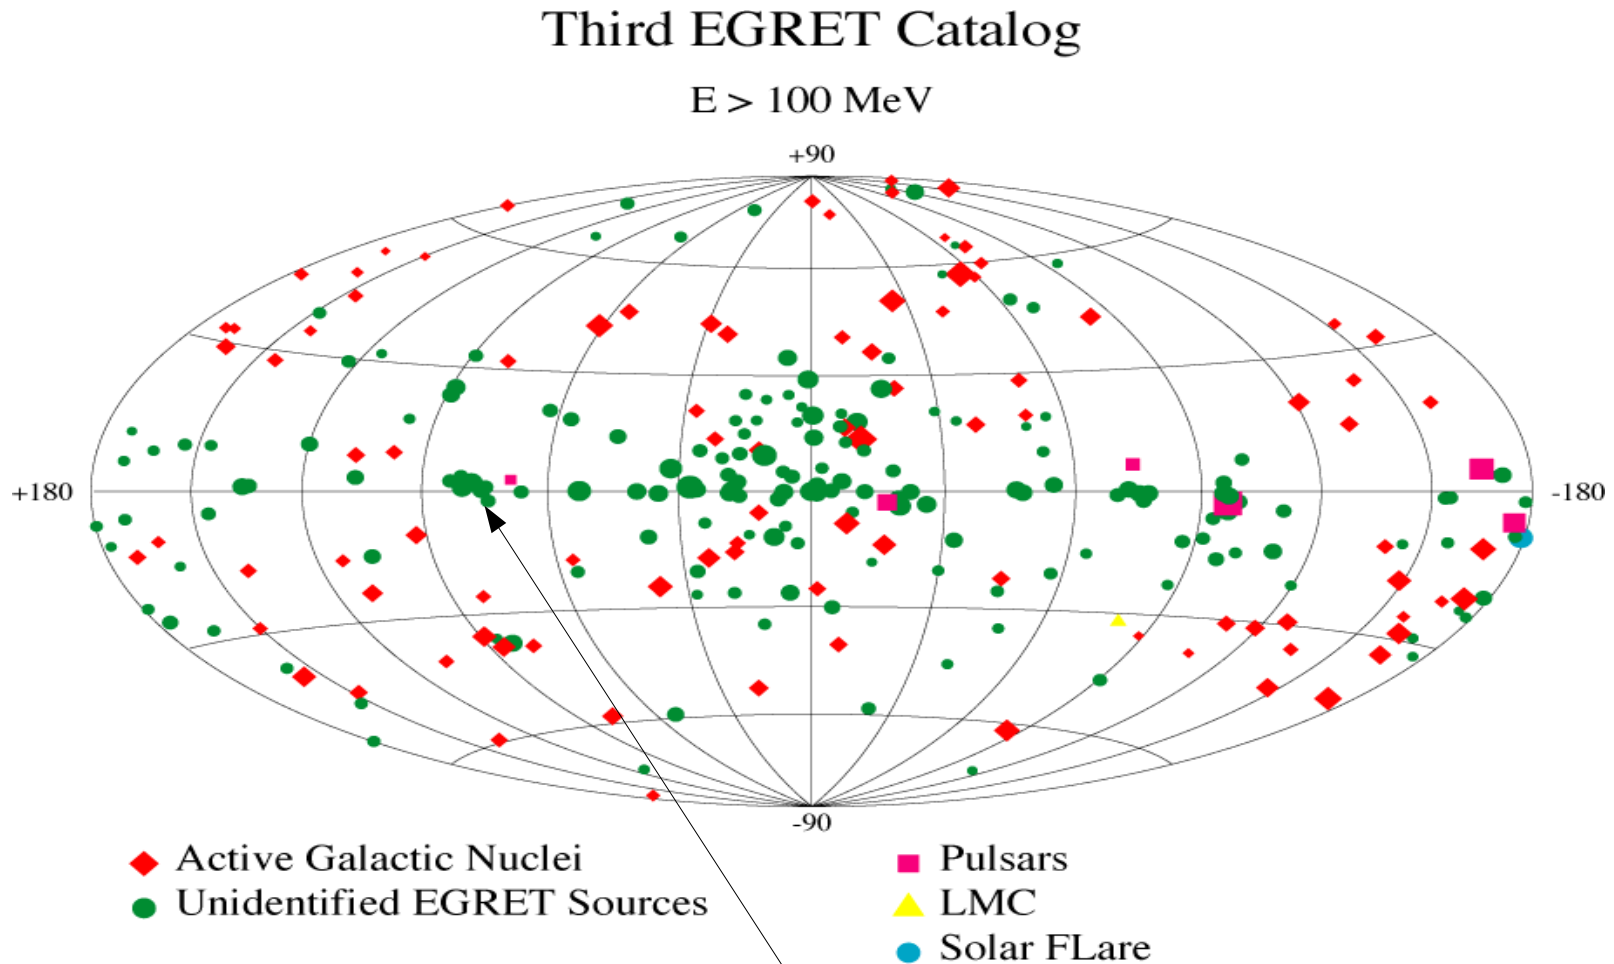 Third EGRET Catalog
E > 100 MeV
+90
+180
-180
-90
Active Galactic Nuclei
Unidentified EGRET Sources
Pulsars
LMC
Solar FLare